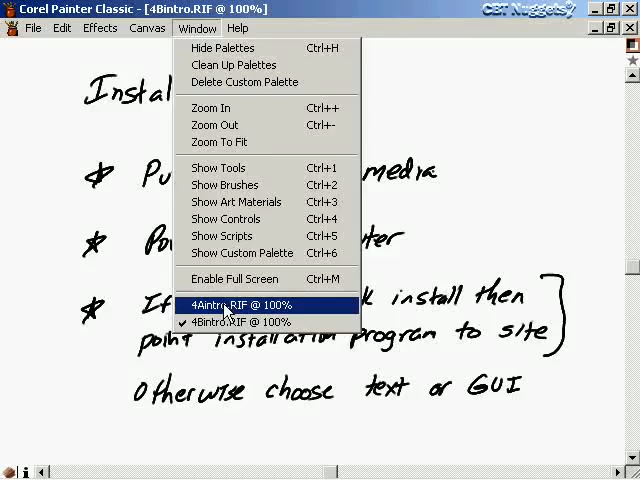 Corel Painter Classic - [4Bintro.RIF @ 100%]
CBT Nuggets
File Edit Effects Canvas Window Help
Hide Palettes Ctrl+H
Clean Up Palettes
Delete Custom Palette
Zoom In Ctrl++
Zoom Out Ctrl+-
Zoom To Fit
Show Tools Ctrl+1
Show Brushes Ctrl+2
Show Art Materials Ctrl+3
Show Controls Ctrl+4
Show Scripts Ctrl+5
Show Custom Palette Ctrl+6
Enable Full Screen Ctrl+M
4Aintro.RIF @ 100%
4Bintro.RIF @ 100%
Instal
* Pu media
* Po ter
* If k install then
point installation program to site
Otherwise choose text or GUI